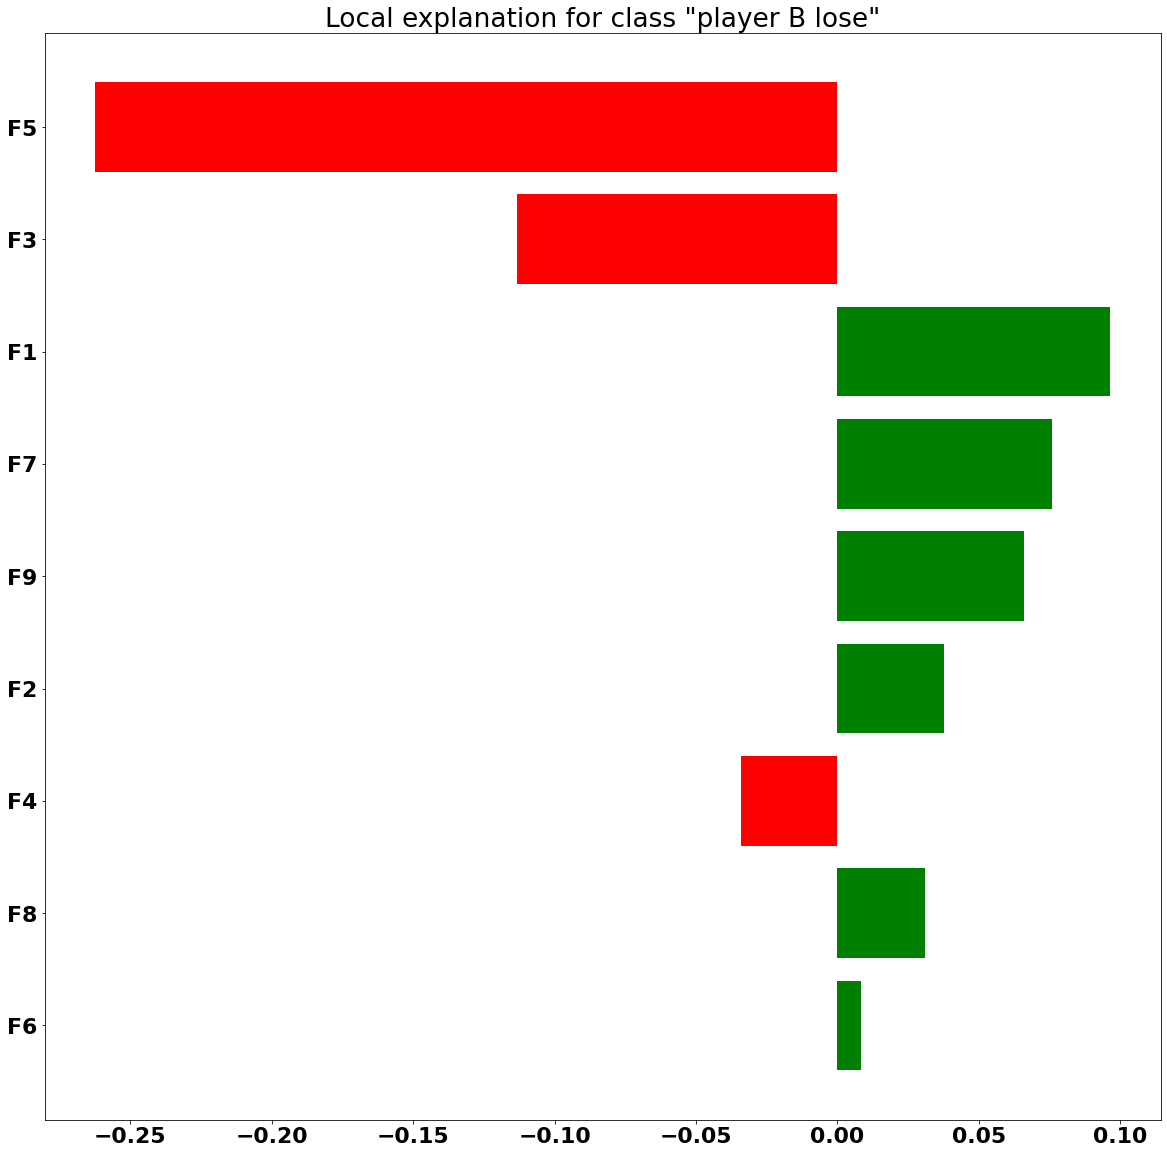 Local explanation for class "player B lose"
F5
F3
F1
F7
F9
F2
F4
F8
F6
−0.25 −0.20 −0.15 −0.10 −0.05 0.00 0.05 0.10